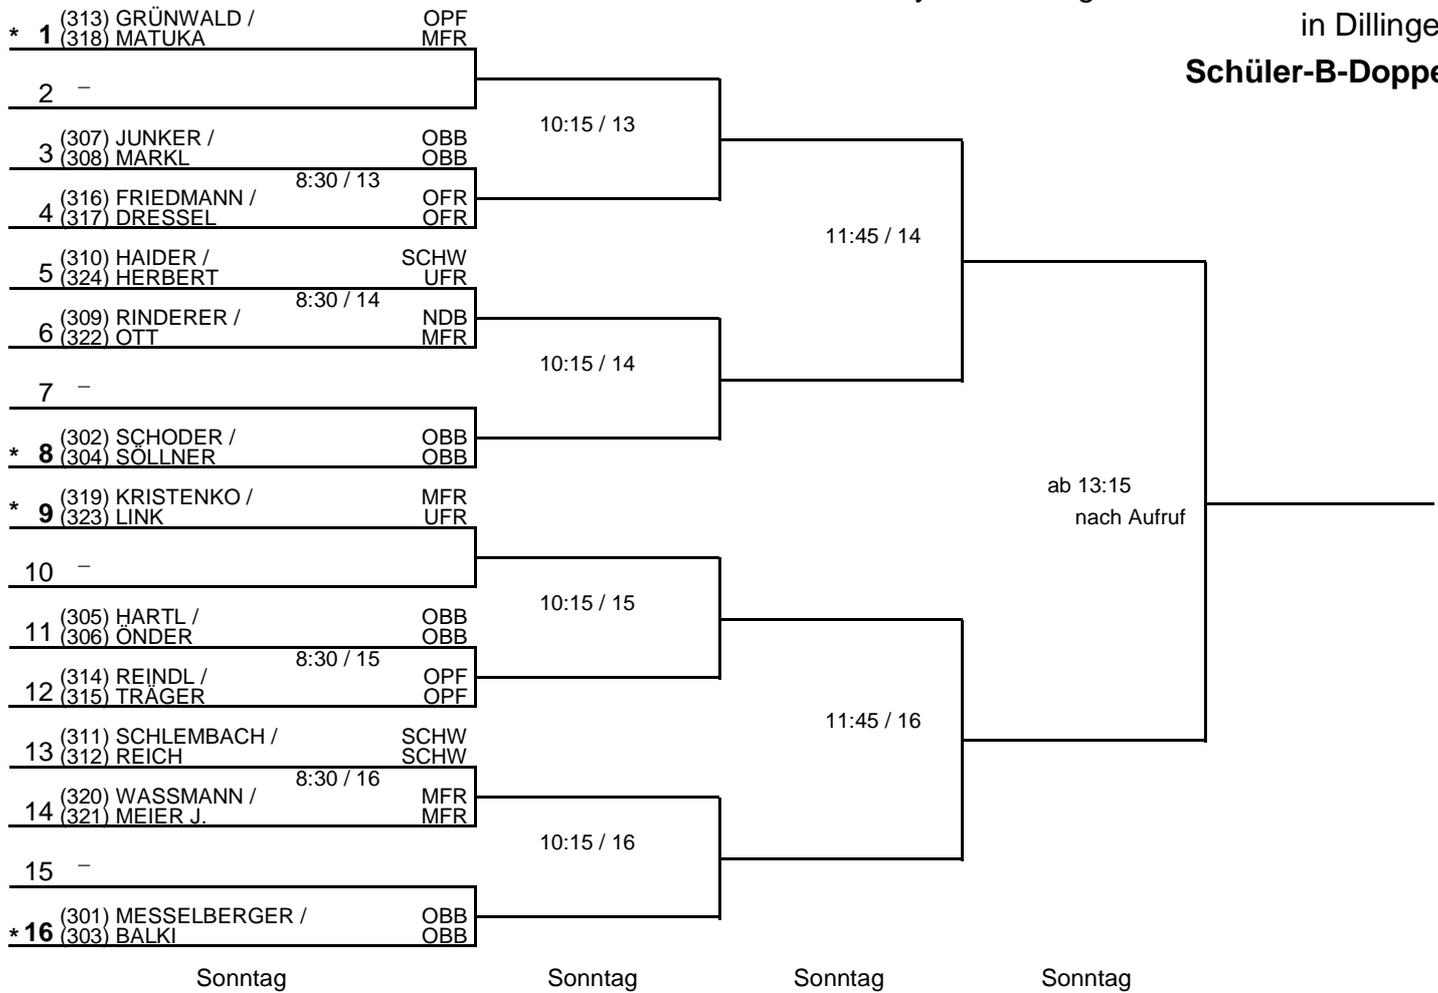 in Dillinge
Schüler-B-Doppe
(313) GRÜNWALD / OPF
* 1 (318) MATUKA MFR
2 –
(307) JUNKER / OBB
3 (308) MARKL OBB
8:30 / 13
(316) FRIEDMANN / OFR
4 (317) DRESSEL OFR
10:15 / 13
(310) HAIDER / SCHW
5 (324) HERBERT UFR
8:30 / 14
(309) RINDERER / NDB
6 (322) OTT MFR
11:45 / 14
7 –
10:15 / 14
(302) SCHODER / OBB
* 8 (304) SÖLLNER OBB
(319) KRISTENKO / MFR
* 9 (323) LINK UFR
ab 13:15
nach Aufruf
10 –
(305) HARTL / OBB
11 (306) ÖNDER OBB
10:15 / 15
8:30 / 15
(314) REINDL / OPF
12 (315) TRÄGER OPF
(311) SCHLEMBACH / SCHW
13 (312) REICH SCHW
11:45 / 16
8:30 / 16
(320) WASSMANN / MFR
14 (321) MEIER J. MFR
15 –
10:15 / 16
(301) MESSELBERGER / OBB
* 16 (303) BALKI OBB
Sonntag Sonntag Sonntag Sonntag